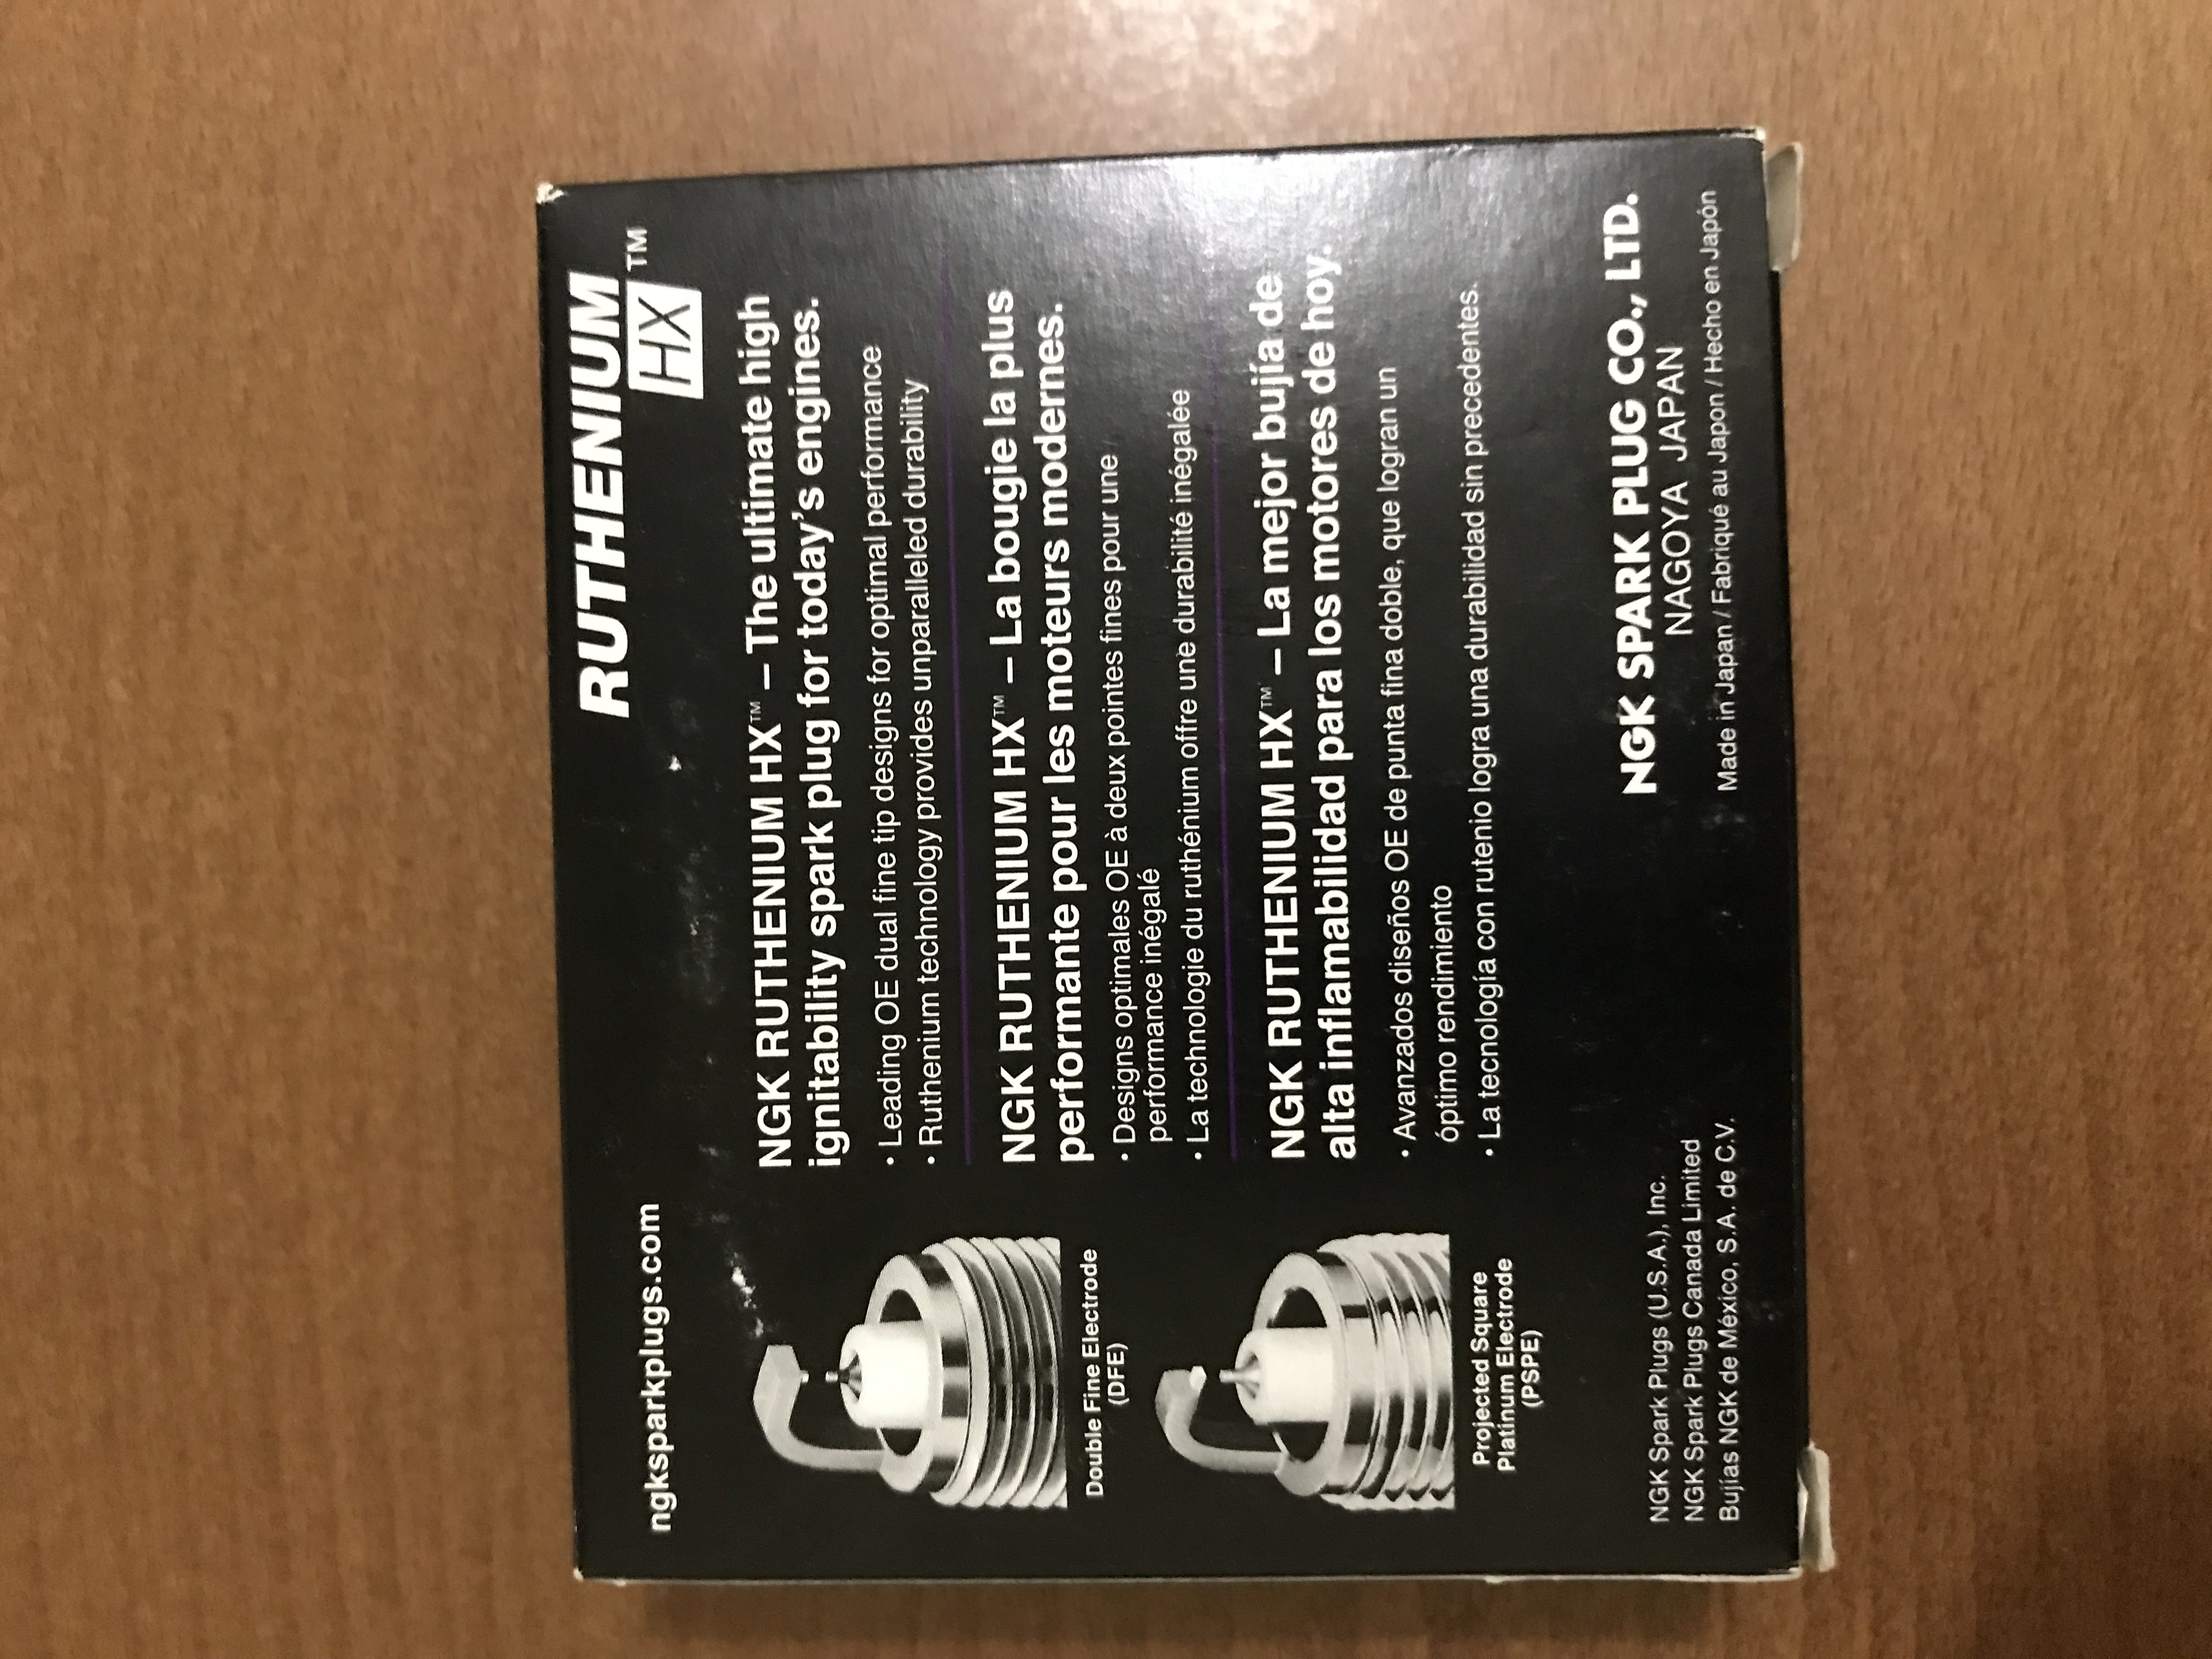 ngksparkplugs.com
RUTHENIUM
HX™
NGK RUTHENIUM HX™ – The ultimate high
ignitability spark plug for today's engines.
· Leading OE dual fine tip designs for optimal performance
· Ruthenium technology provides unparalleled durability
NGK RUTHENIUM HX™ – La bougie la plus
performante pour les moteurs modernes.
· Designs optimales OE à deux pointes fines pour une
performance inégalé
· La technologie du ruthénium offre une durabilité inégalée
NGK RUTHENIUM HX™ – La mejor bujía de
alta inflamabilidad para los motores de hoy.
· Avanzados diseños OE de punta fina doble, que logran un
óptimo rendimiento
· La tecnología con rutenio logra una durabilidad sin precedentes.
Double Fine Electrode
(DFE)
Projected Square
Platinum Electrode
(PSPE)
NGK Spark Plugs (U.S.A.), Inc.
NGK Spark Plugs Canada Limited
Bujías NGK de México, S.A. de C.V.
NGK SPARK PLUG CO., LTD.
NAGOYA JAPAN
Made in Japan / Fabriqué au Japon / Hecho en Japón